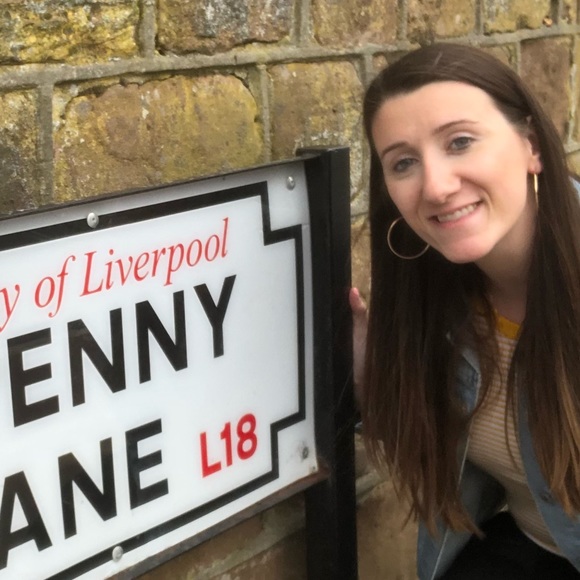 y of Liverpool
ENNY
ANE L18